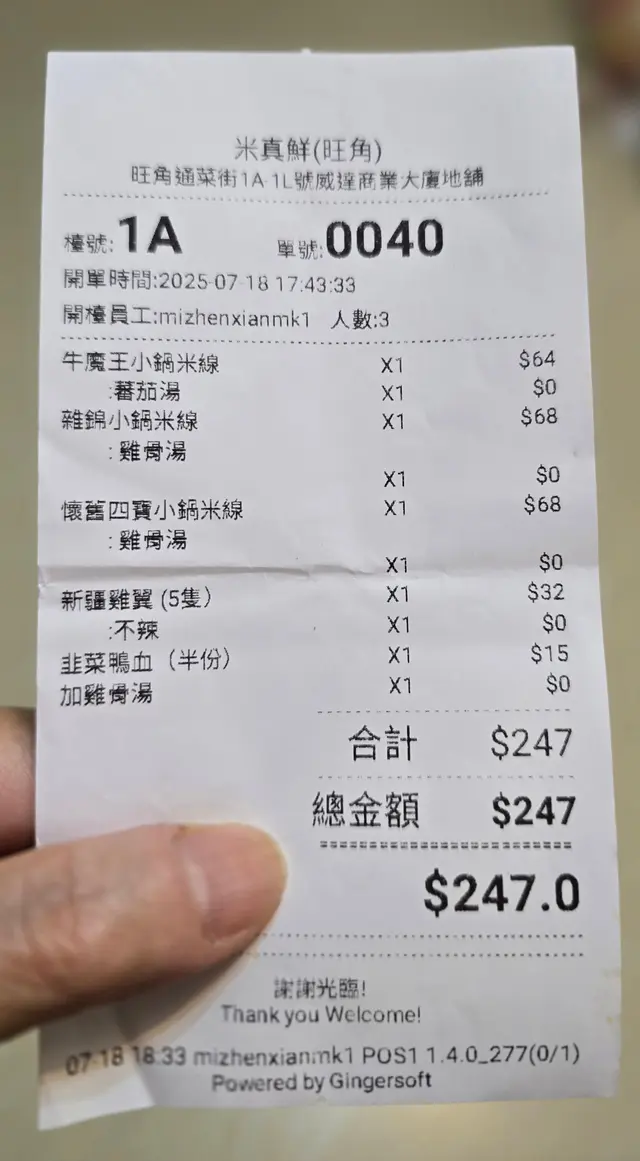 米真鮮(旺角)
旺角通菜街1A-1L號威達商業大廈地舖
檯號:1A 單號:0040
開單時間:2025-07-18 17:43:33
開檯員工:mizhenxianmk1 人數:3
牛魔王小鍋米線 X1 $64
:蕃茄湯 X1 $0
雜錦小鍋米線 X1 $68
:雞骨湯
X1 $0
懷舊四寶小鍋米線 X1 $68
:雞骨湯
X1 $0
新疆雞翼 (5隻) X1 $32
:不辣 X1 $0
韭菜鴨血（半份） X1 $15
加雞骨湯 X1 $0
合計 $247
總金額 $247
$247.0
謝謝光臨!
Thank you Welcome!
07-18 18:33 mizhenxianmk1 POS1 1.4.0_277(0/1)
Powered by Gingersoft